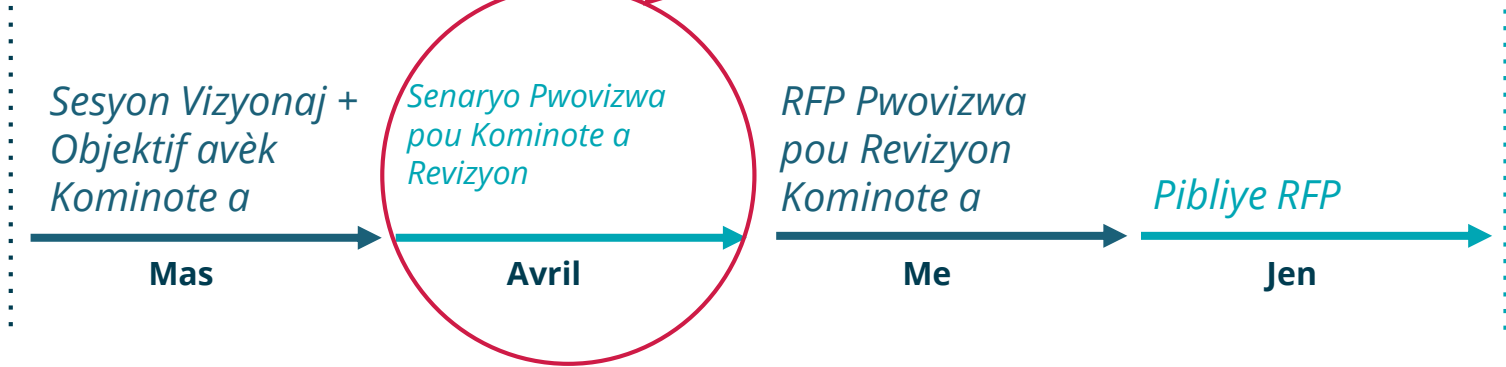 Sesyon Vizyonaj +
Objektif avèk
Kominote a
Mas
Senaryo Pwovizwa
pou Kominote a
Revizyon
Avril
RFP Pwovizwa
pou Revizyon
Kominote a
Me
Pibliye RFP
Jen